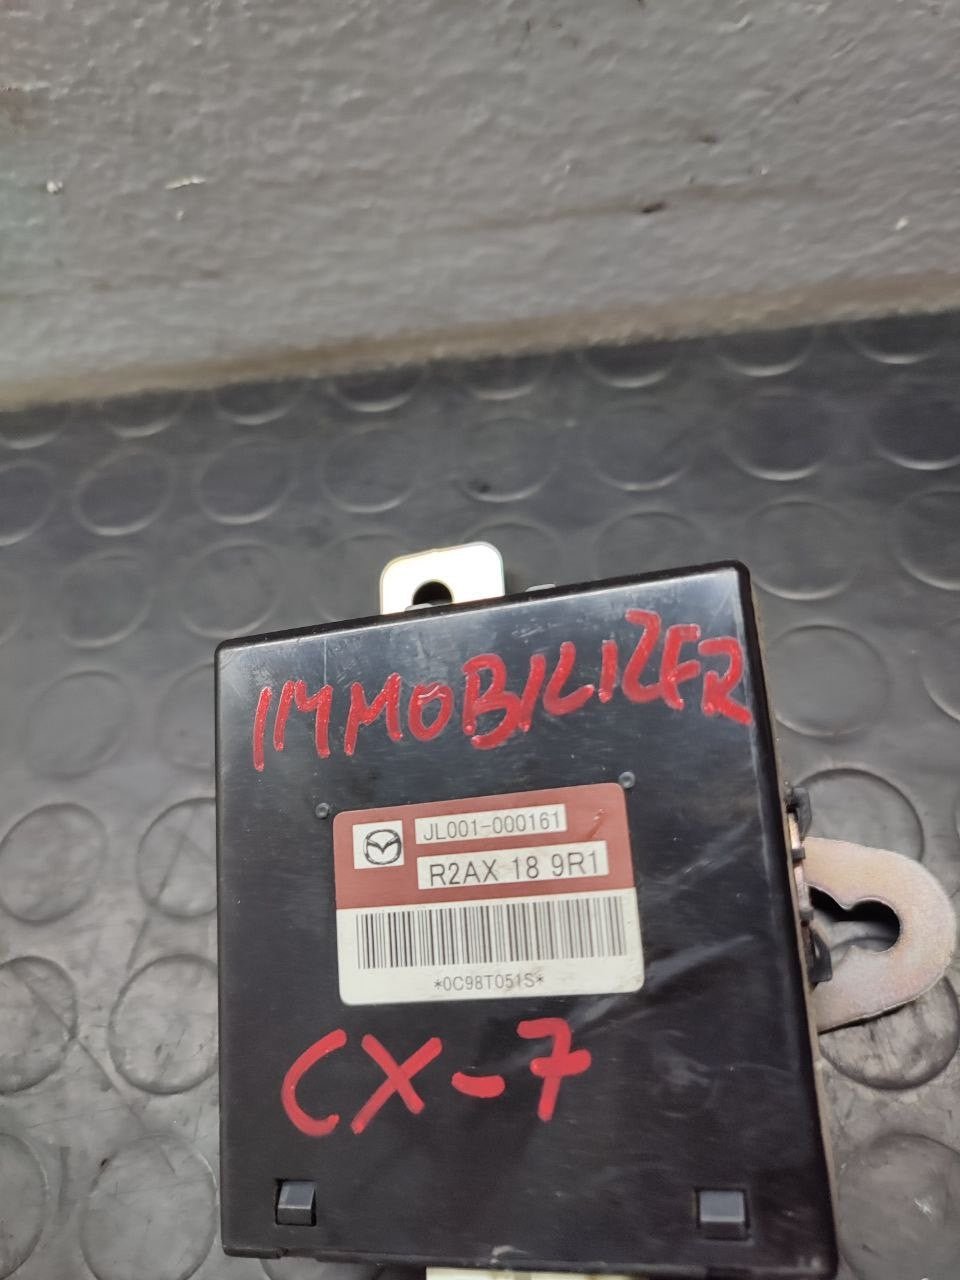 IMMOBILIZER
JL001-000161
R2AX 18 9R1
*0C98T051S*
CX-7